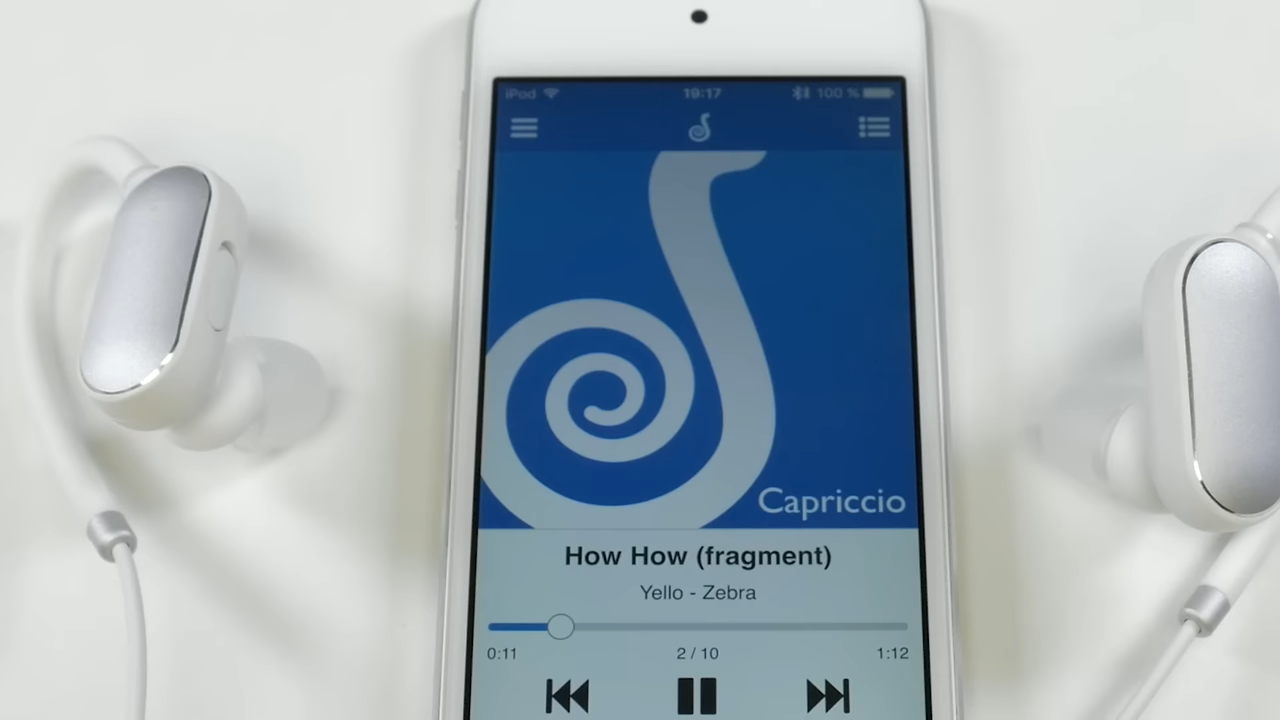 iPod 19:17 100 %
Capriccio
How How (fragment)
Yello - Zebra
0:11 2 / 10 1:12